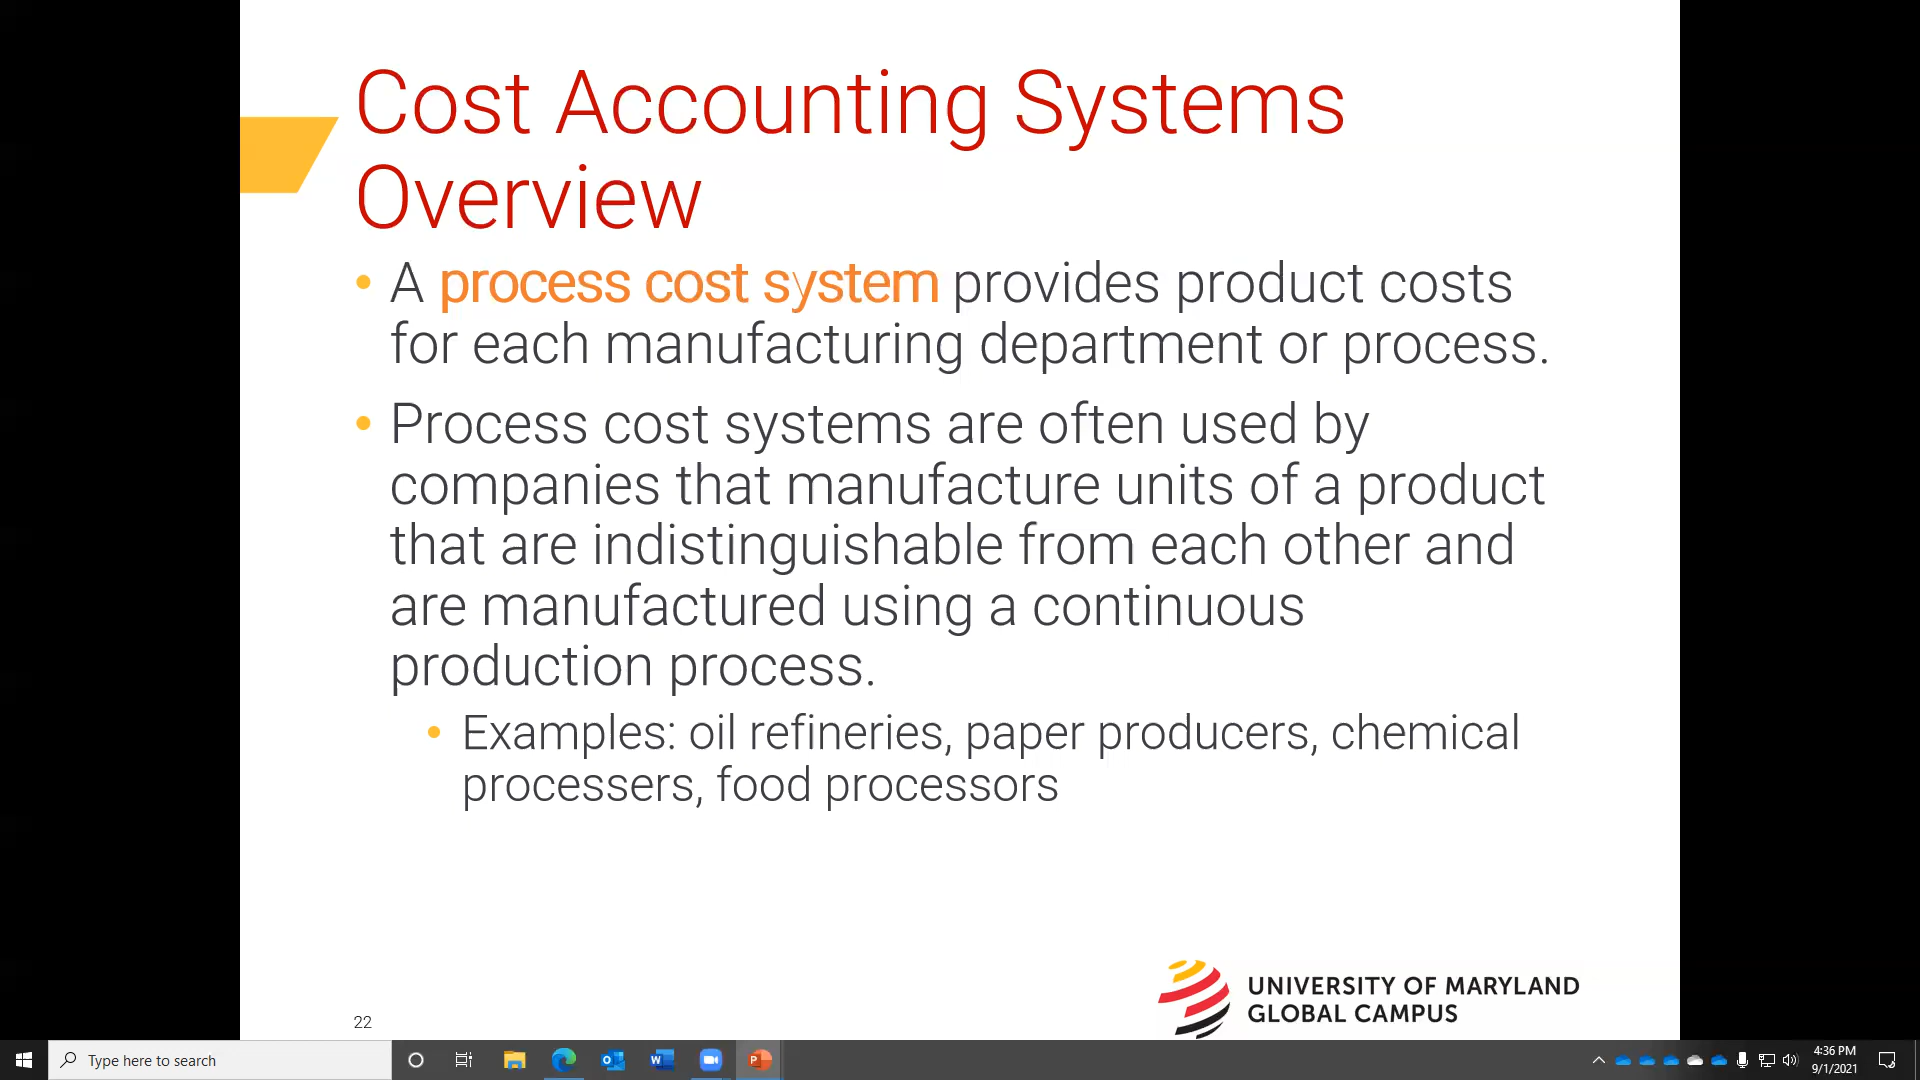 Cost Accounting Systems
Overview
• A process cost system provides product costs
for each manufacturing department or process.
• Process cost systems are often used by
companies that manufacture units of a product
that are indistinguishable from each other and
are manufactured using a continuous
production process.
• Examples: oil refineries, paper producers, chemical
processers, food processors
UNIVERSITY OF MARYLAND
GLOBAL CAMPUS
22
Type here to search
4:36 PM
9/1/2021